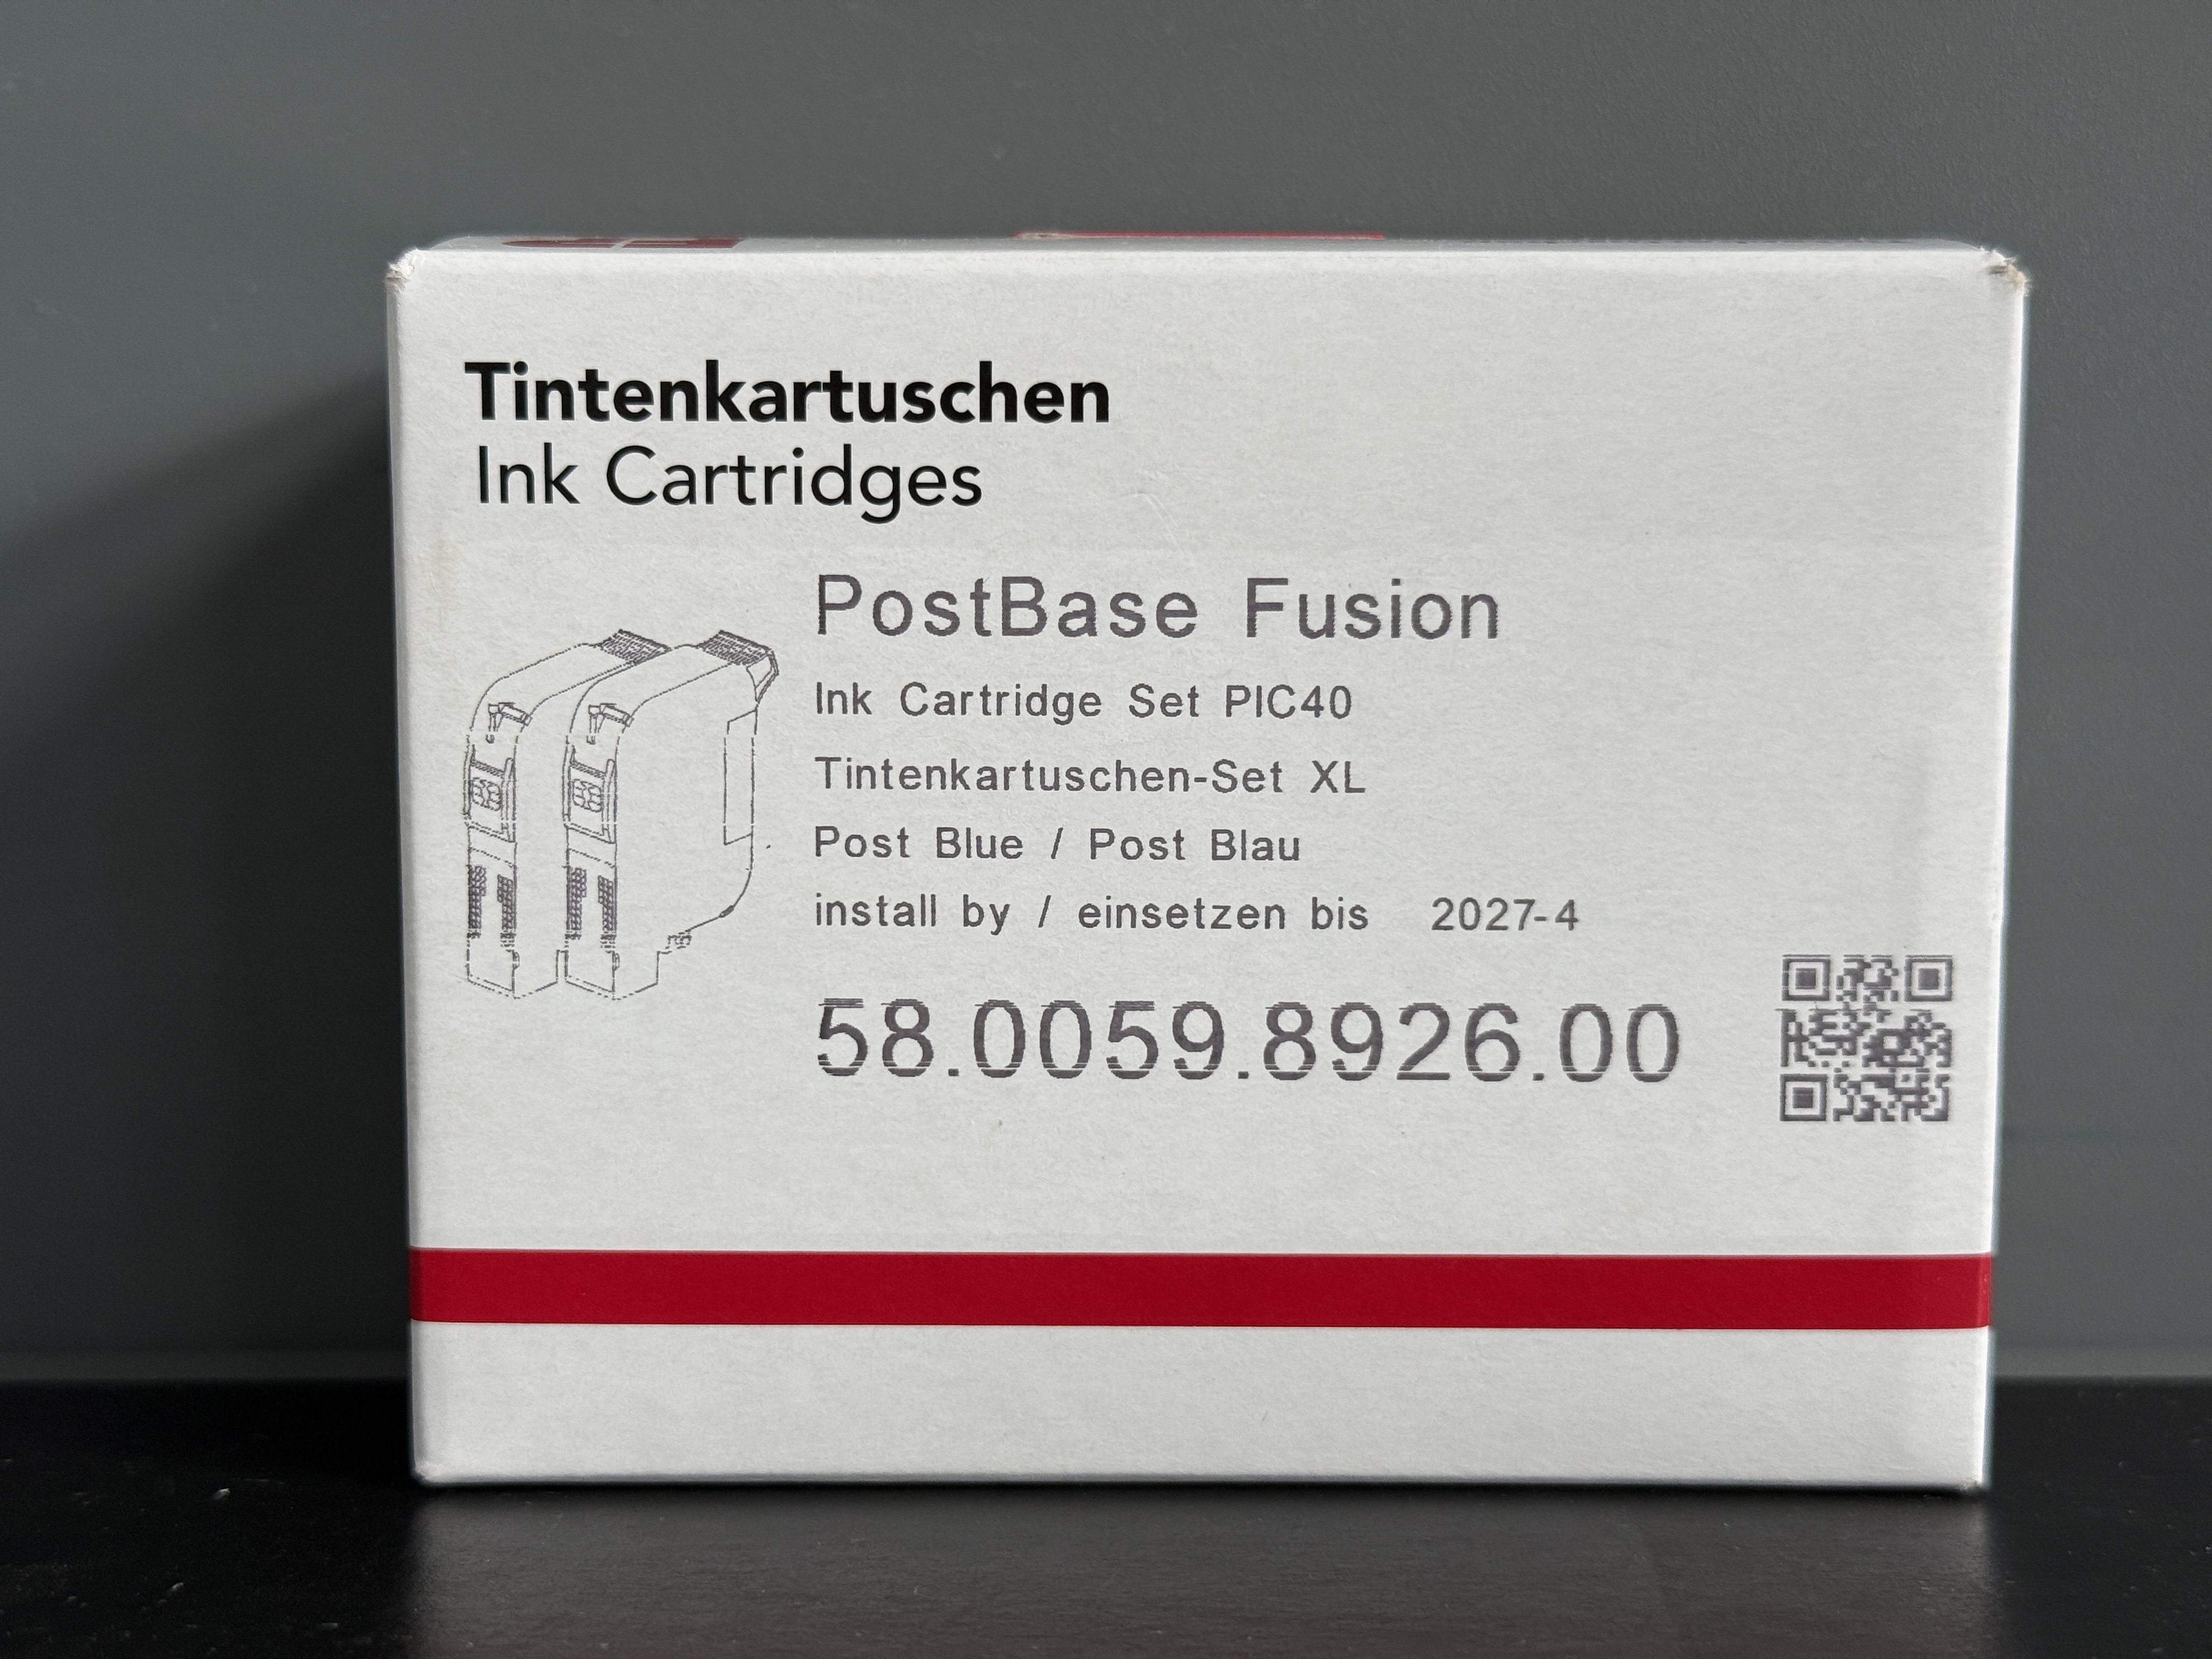 Tintenkartuschen
Ink Cartridges
PostBase Fusion
Ink Cartridge Set PIC40
Tintenkartuschen-Set XL
Post Blue / Post Blau
install by / einsetzen bis 2027-4
58.0059.8926.00